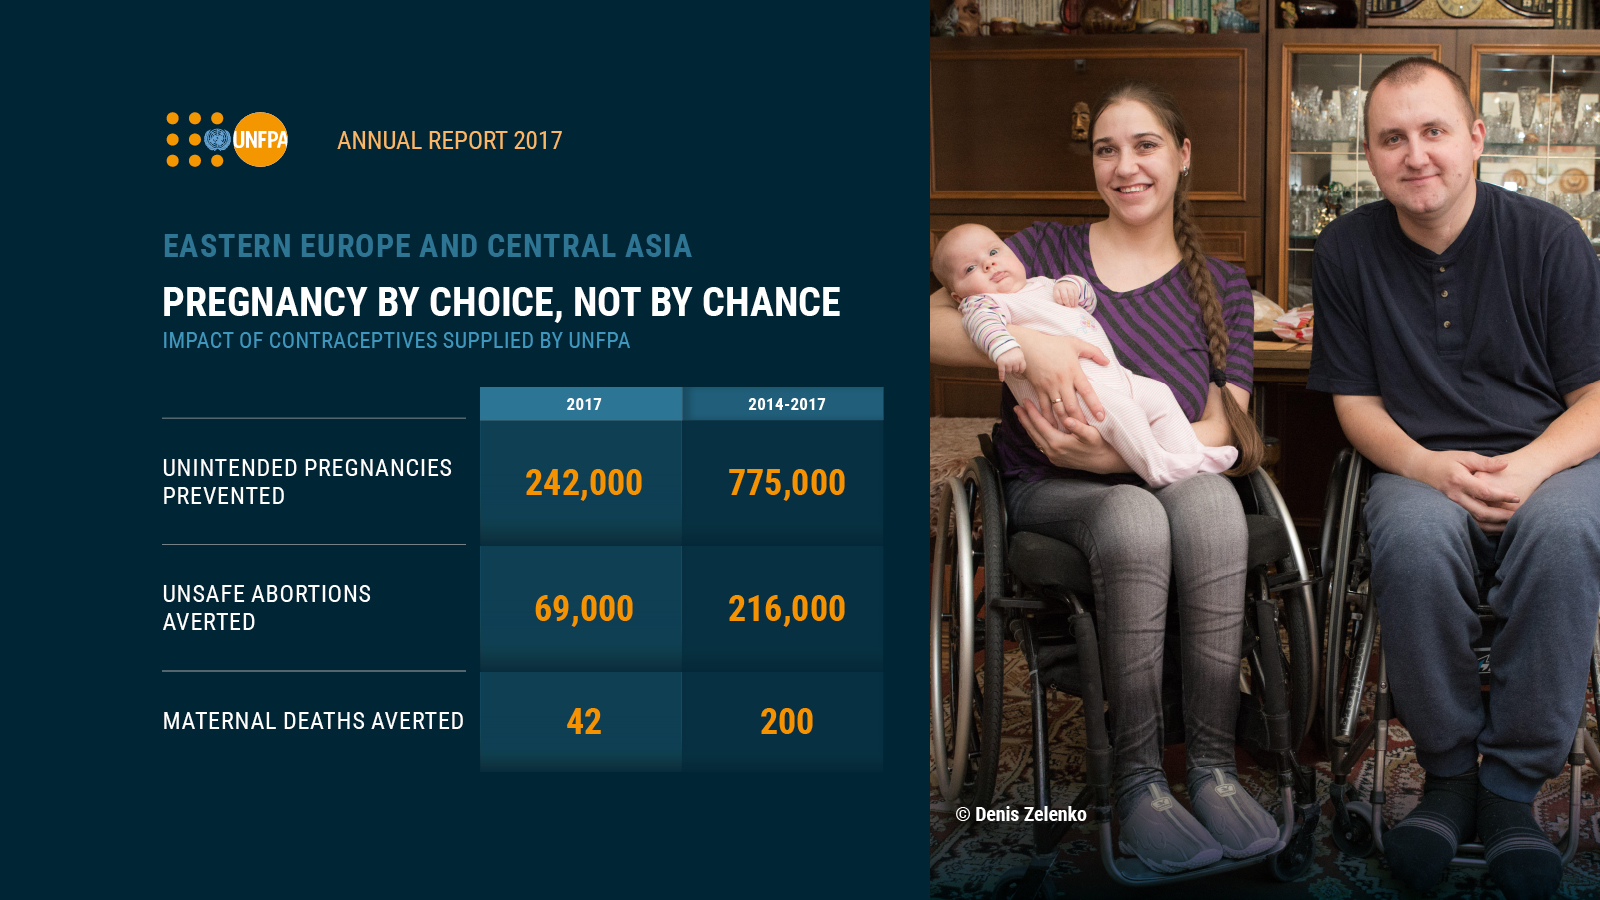 UNFPA
ANNUAL REPORT 2017
EASTERN EUROPE AND CENTRAL ASIA
PREGNANCY BY CHOICE, NOT BY CHANCE
IMPACT OF CONTRACEPTIVES SUPPLIED BY UNFPA
2017 2014-2017
UNINTENDED PREGNANCIES
PREVENTED
242,000 775,000
UNSAFE ABORTIONS
AVERTED
69,000 216,000
MATERNAL DEATHS AVERTED 42 200
© Denis Zelenko